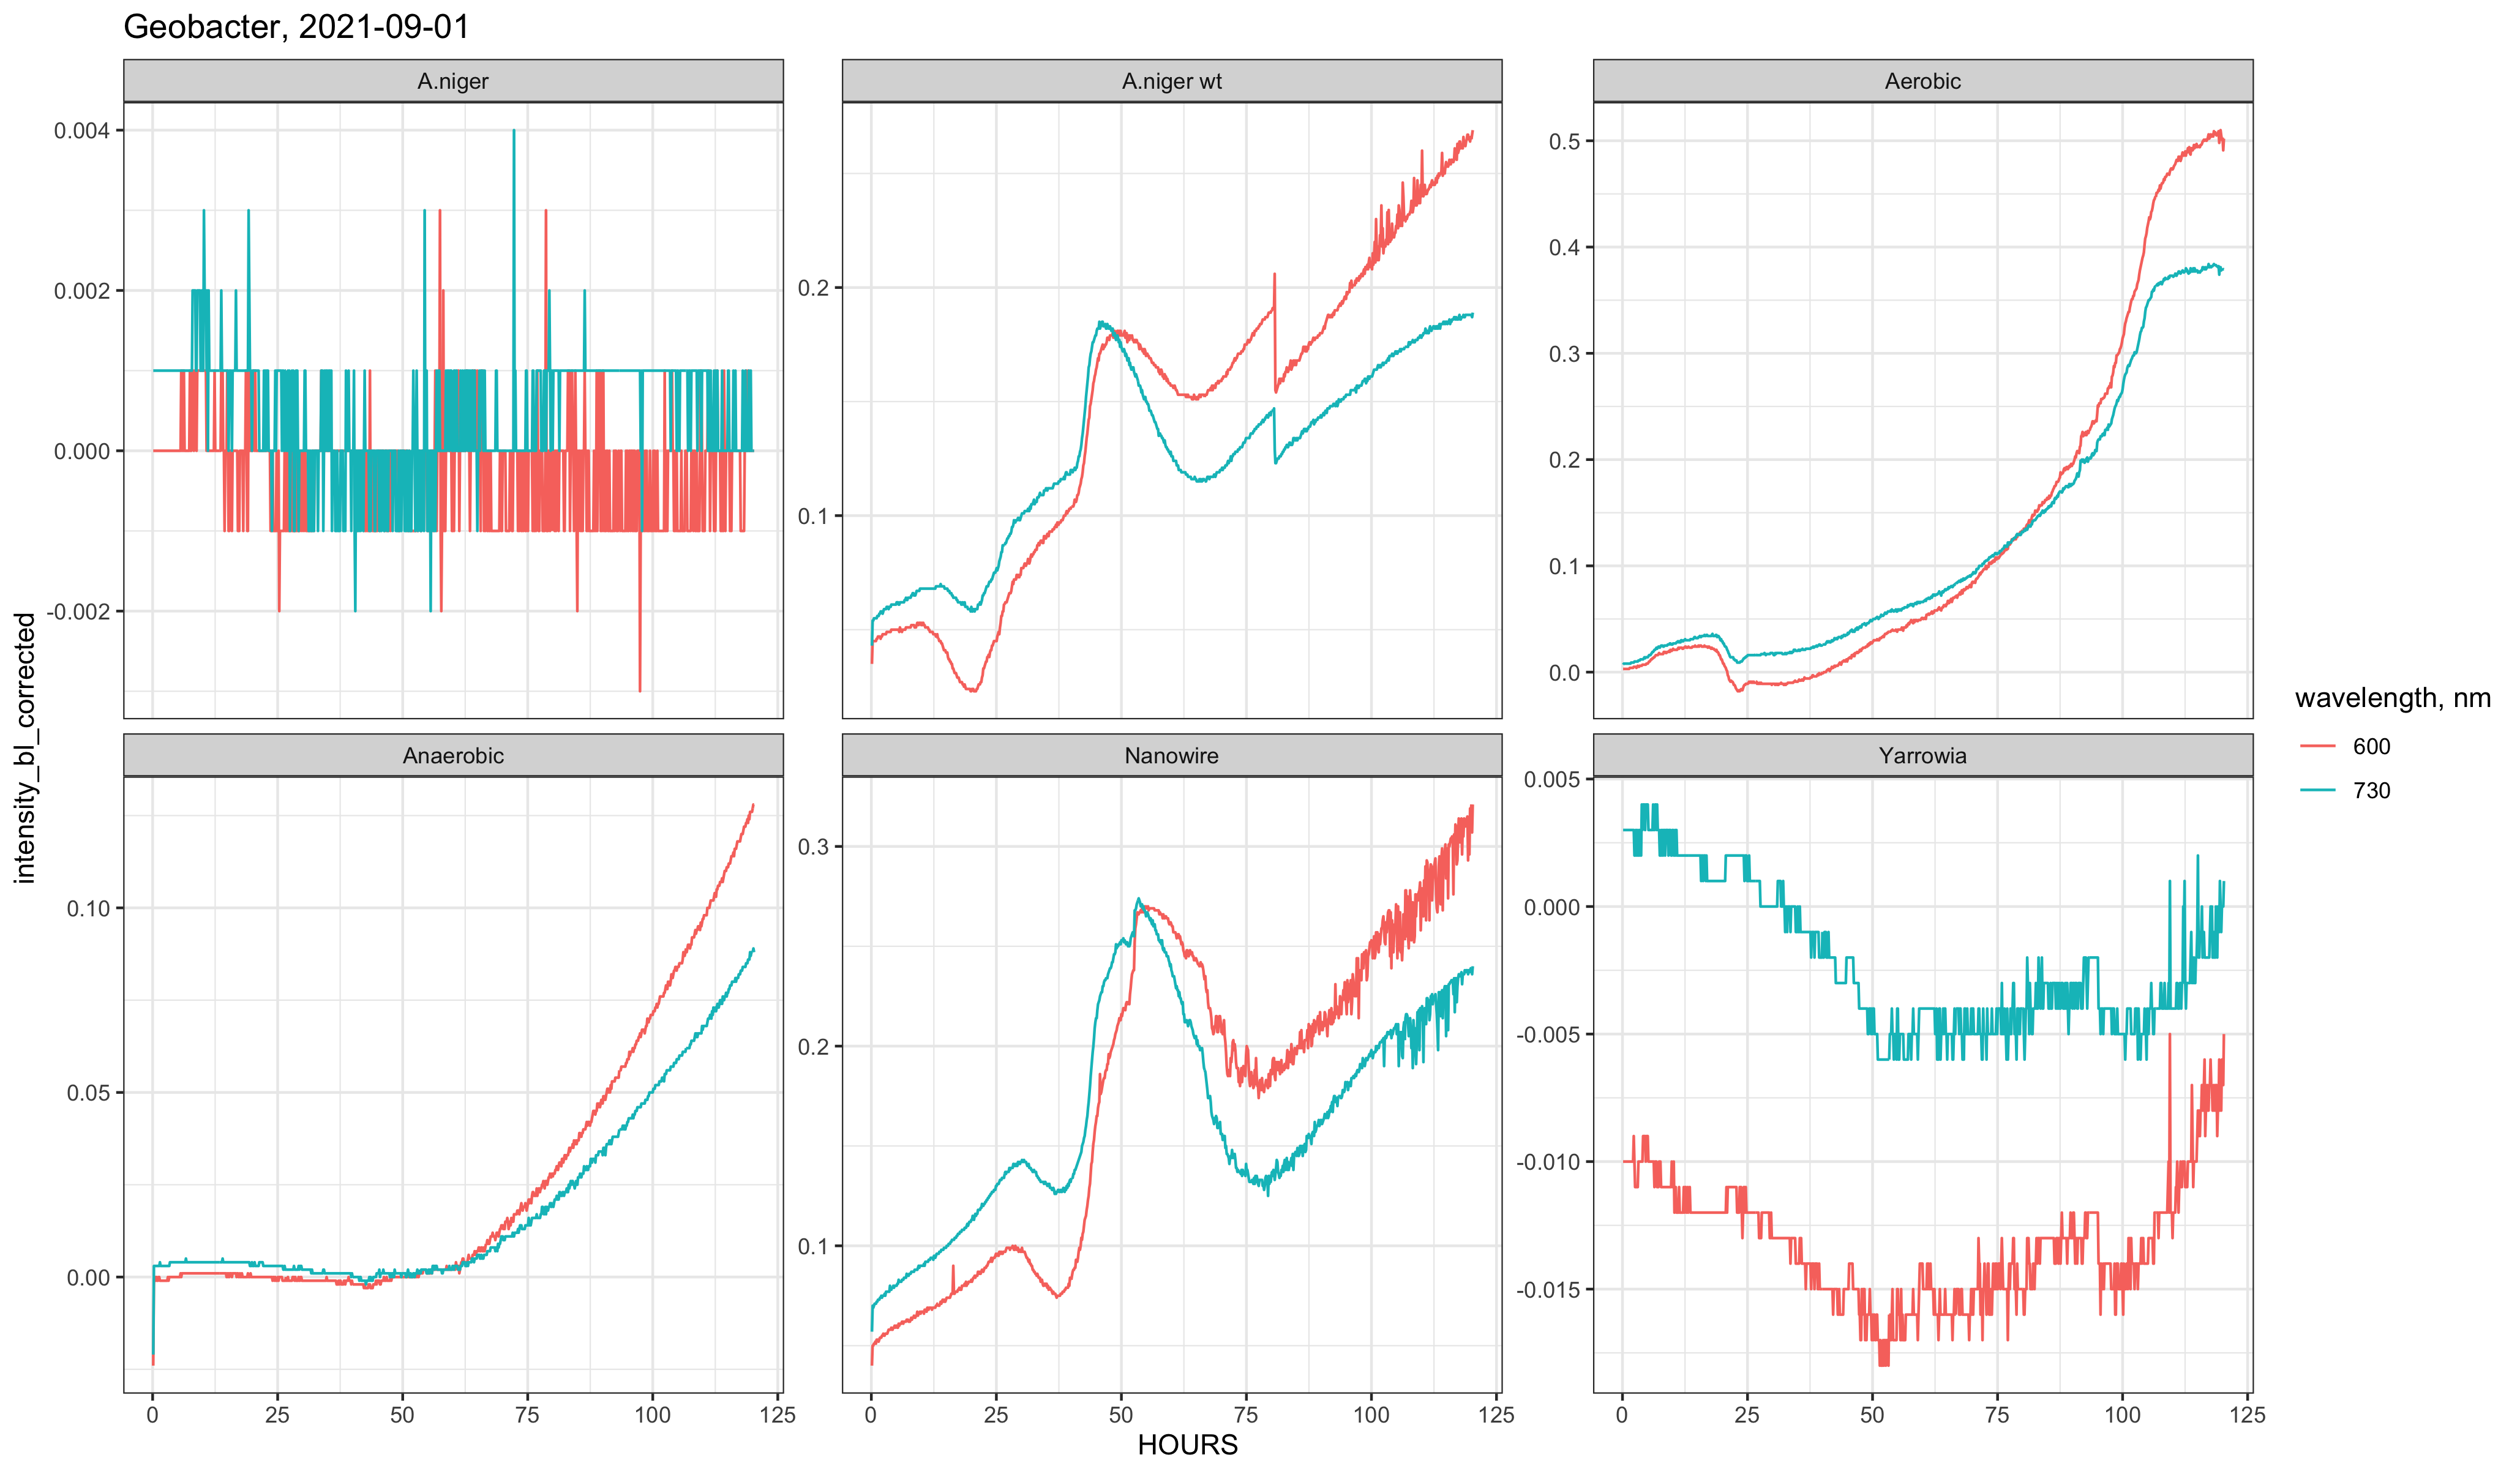 Geobacter, 2021-09-01
A.niger
A.niger wt
Aerobic
0.004
0.002
0.000
-0.002
0.2
0.1
0.5
0.4
0.3
0.2
0.1
0.0
intensity_bl_corrected
Anaerobic
Nanowire
Yarrowia
0.10
0.05
0.00
0.3
0.2
0.1
0.005
0.000
-0.005
-0.010
-0.015
0 25 50 75 100 125
0 25 50 75 100 125
0 25 50 75 100 125
HOURS
wavelength, nm
600
730